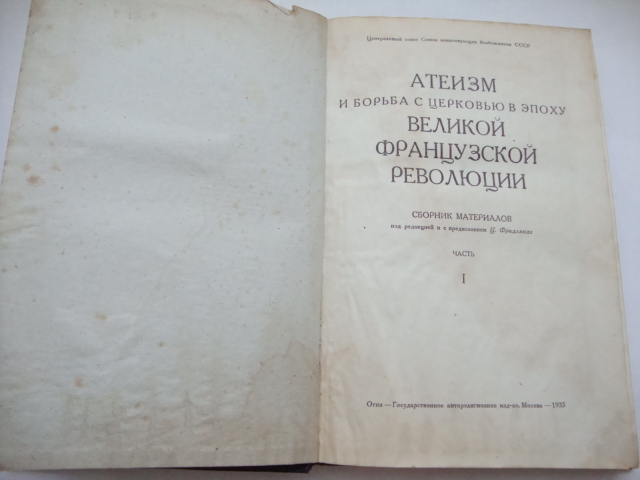 Центральный совет Союза воинствующих безбожников СССР
АТЕИЗМ
И БОРЬБА С ЦЕРКОВЬЮ В ЭПОХУ
ВЕЛИКОЙ
ФРАНЦУЗСКОЙ
РЕВОЛЮЦИИ
СБОРНИК МАТЕРИАЛОВ
под редакцией и с предисловием Ц. Фридлянда
ЧАСТЬ
I
Огиз — Государственное антирелигиозное изд-во. Москва — 1933